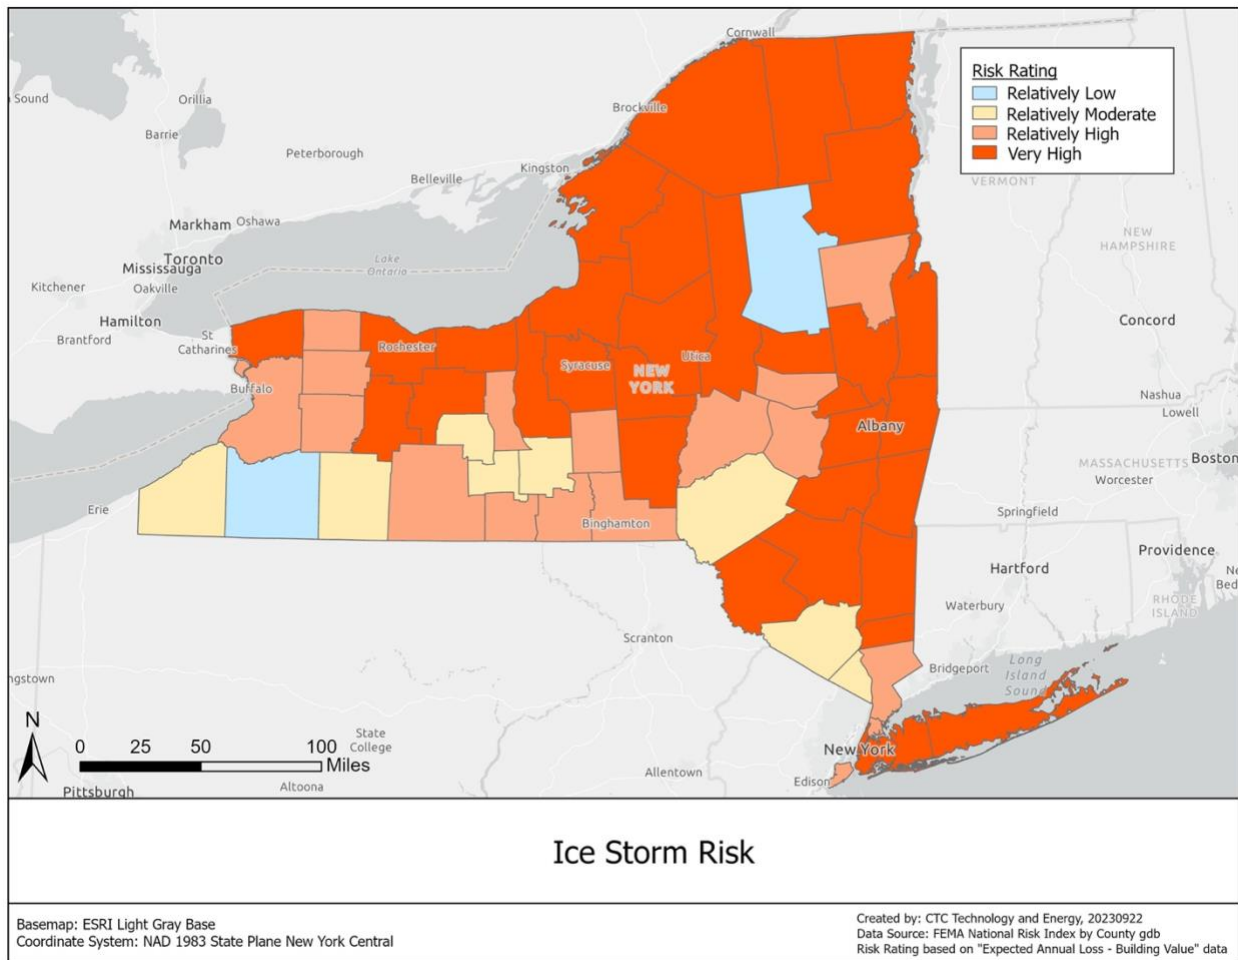 Cornwall
Sound
Orillia
Brockville
Barrie
Peterborough
Kingston
Belleville
Markham
Oshawa
Toronto
Mississauga
Lake
Ontario
Kitchener
Oakville
Hamilton
Brantford
St
Catharines
Buffalo
Rochester
Syracuse
Utica
NEW
YORK
Albany
Binghamton
Erie
VERMONT
NEW
HAMPSHIRE
Concord
Nashua
Lowell
Boston
MASSACHUSETTS
Worcester
Springfield
Hartford
Providence
Waterbury
RHODE
ISLAND
Bridgeport
Long
Island
Sound
Scranton
New York
Edison
Allentown
State
College
Altoona
Pittsburgh
Risk Rating
Relatively Low
Relatively Moderate
Relatively High
Very High
N
0 25 50 100
Miles
Ice Storm Risk
Basemap: ESRI Light Gray Base
Coordinate System: NAD 1983 State Plane New York Central
Created by: CTC Technology and Energy, 20230922
Data Source: FEMA National Risk Index by County gdb
Risk Rating based on "Expected Annual Loss - Building Value" data